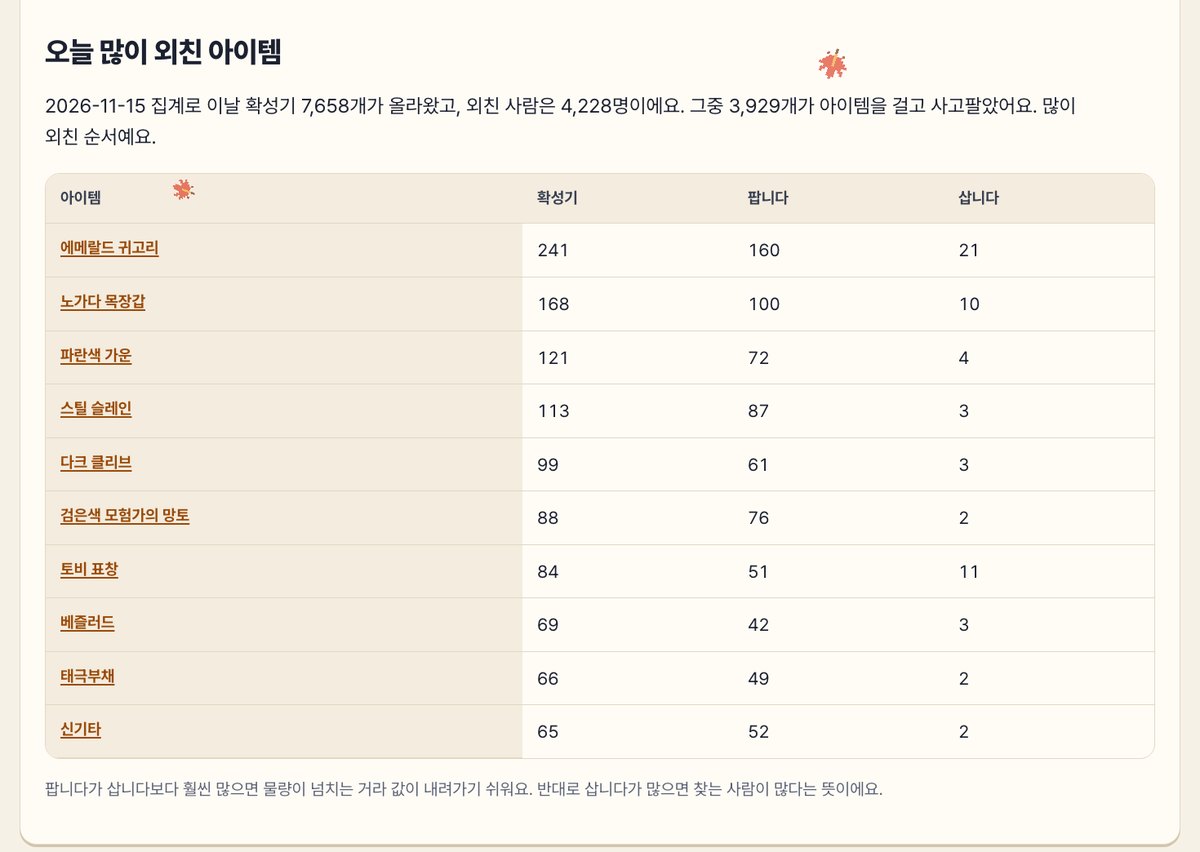 오늘 많이 외친 아이템
2026-11-15 집계로 이날 확성기 7,658개가 올라왔고, 외친 사람은 4,228명이에요. 그중 3,929개가 아이템을 걸고 사고팔았어요. 많이
외친 순서예요.
아이템 확성기 팝니다 삽니다
에메랄드 귀고리 241 160 21
노가다 목장갑 168 100 10
파란색 가운 121 72 4
스틸 슬레인 113 87 3
다크 클리브 99 61 3
검은색 모험가의 망토 88 76 2
토비 표창 84 51 11
베즐러드 69 42 3
태극부채 66 49 2
신기타 65 52 2
팝니다가 삽니다보다 훨씬 많으면 물량이 넘치는 거라 값이 내려가기 쉬워요. 반대로 삽니다가 많으면 찾는 사람이 많다는 뜻이에요.